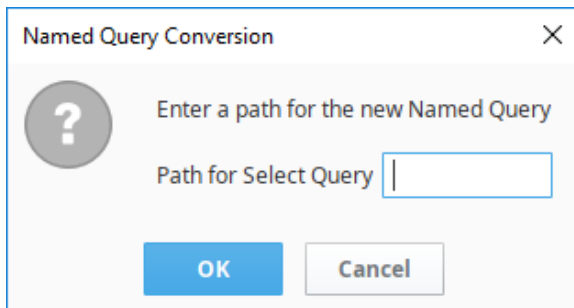 Named Query Conversion
Enter a path for the new Named Query
Path for Select Query
OK Cancel